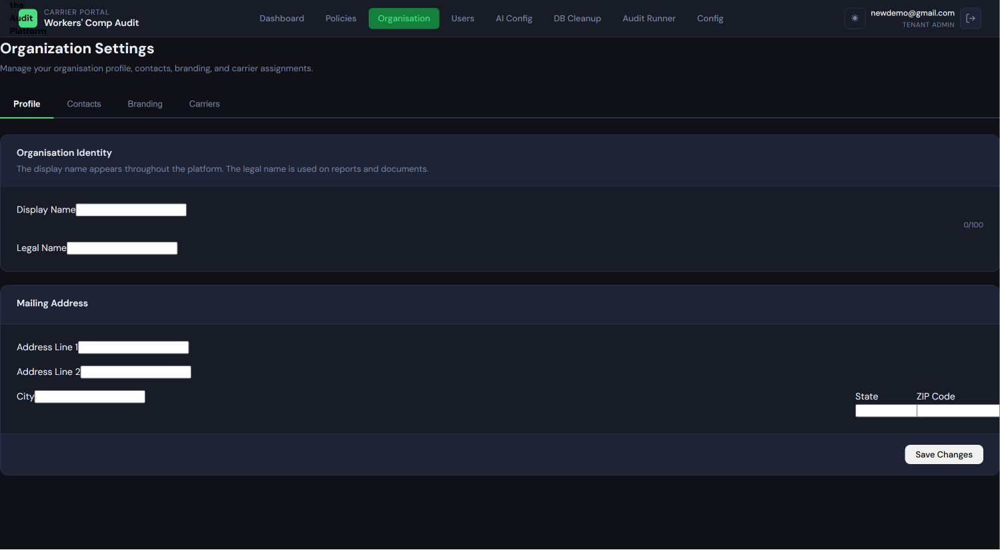 the
Audit
Platform
CARRIER PORTAL
Workers' Comp Audit
Dashboard
Policies
Organisation
Users
AI Config
DB Cleanup
Audit Runner
Config
newdemo@gmail.com
TENANT ADMIN
Organization Settings
Manage your organisation profile, contacts, branding, and carrier assignments.
Profile
Contacts
Branding
Carriers
Organisation Identity
The display name appears throughout the platform. The legal name is used on reports and documents.
Display Name
0/100
Legal Name
Mailing Address
Address Line 1
Address Line 2
City
State
ZIP Code
Save Changes